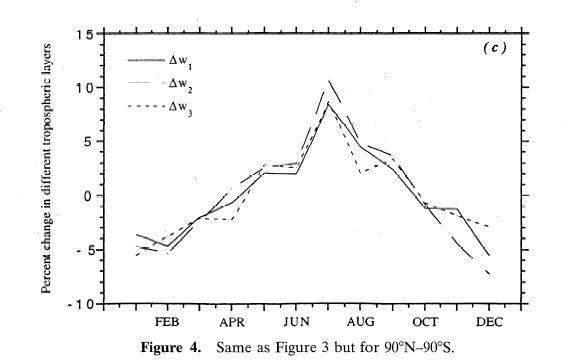 (c)
15
10
5
0
- 5
-10
Percent change in different tropospheric layers
Δw1
Δw2
Δw3
FEB APR JUN AUG OCT DEC
Figure 4. Same as Figure 3 but for 90°N–90°S.